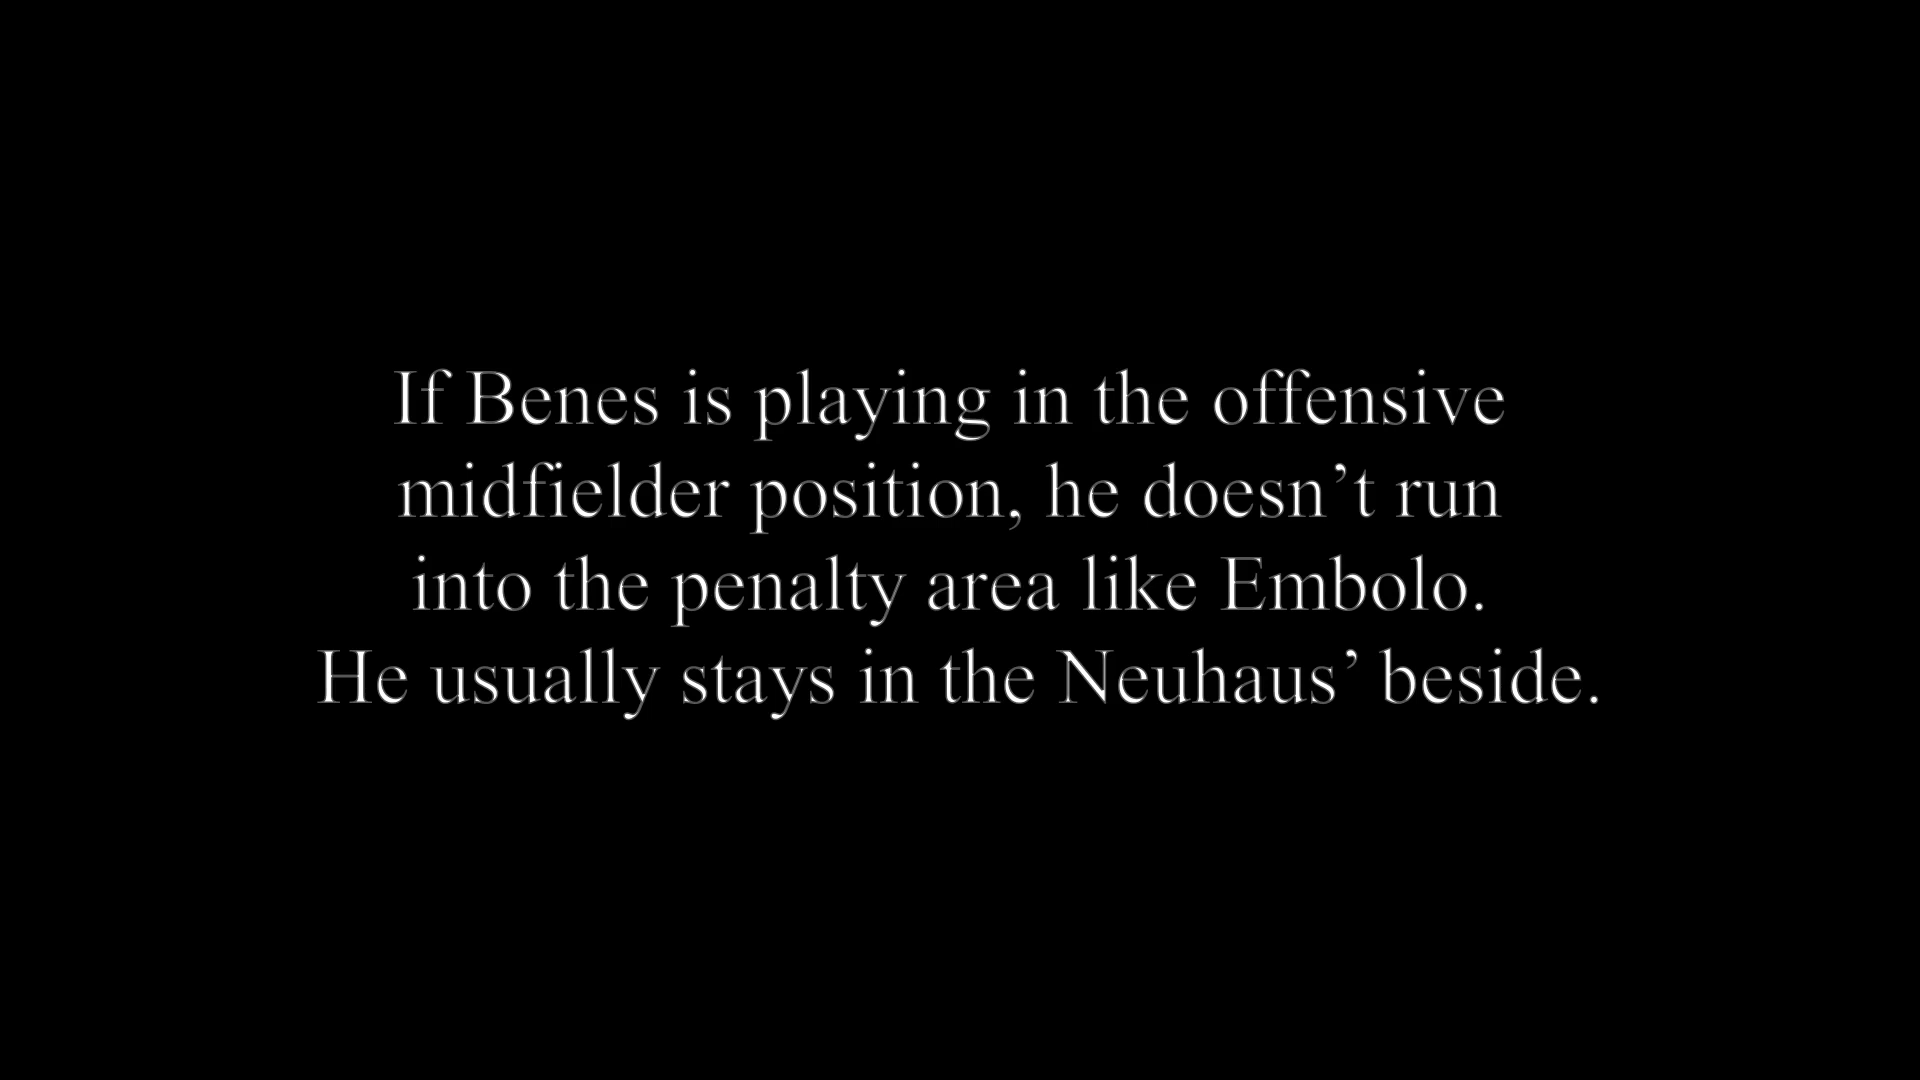 If Benes is playing in the offensive
midfielder position, he doesn’t run
into the penalty area like Embolo.
He usually stays in the Neuhaus’ beside.